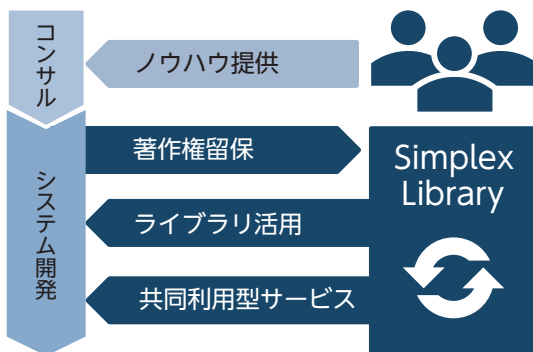 コンサル
ノウハウ提供
システム開発
著作権留保
ライブラリ活用
共同利用型サービス
Simplex
Library